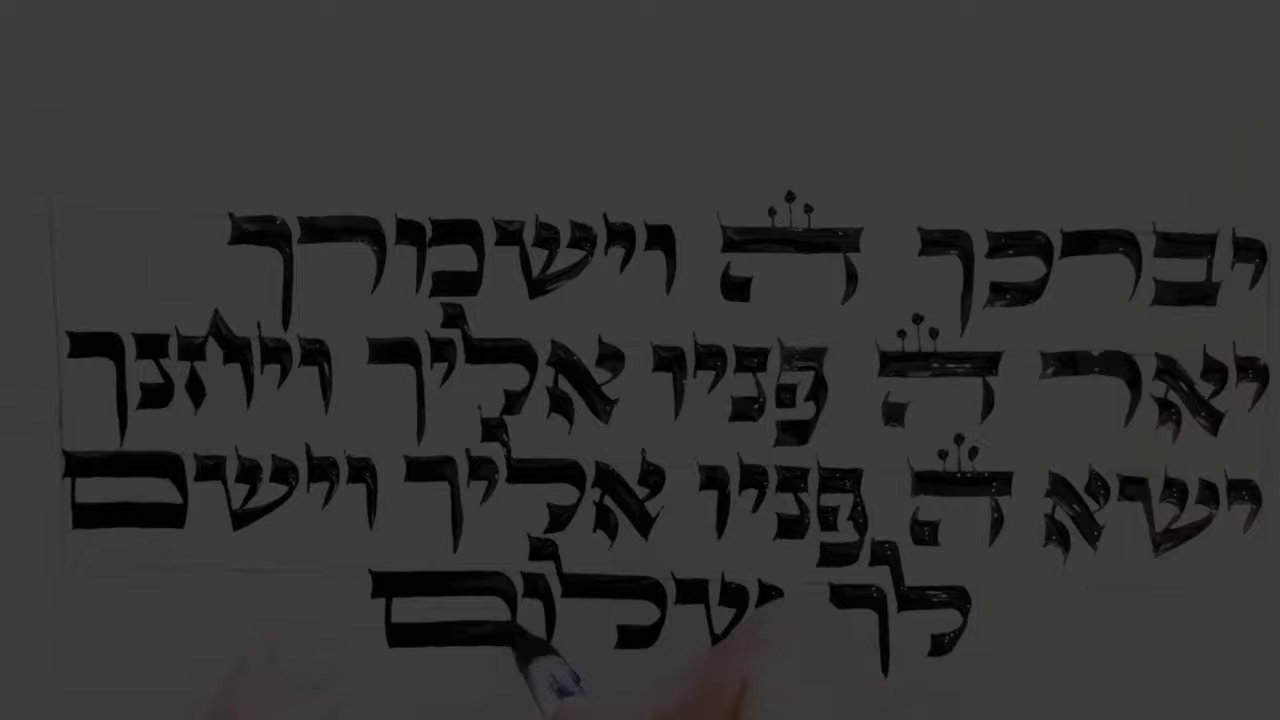 יברכך ה וישמרך
יאר ה פניו אליך ויחנך
ישא ה פניו אליך וישם
לך שלום